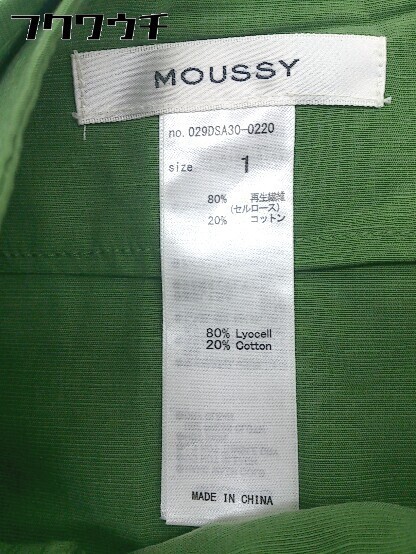 フクワウチ
MOUSSY
no. 029DSA30-0220
size 1
80% 再生繊維
(セルロース)
20% コットン
80% Lyocell
20% Cotton
MADE IN CHINA